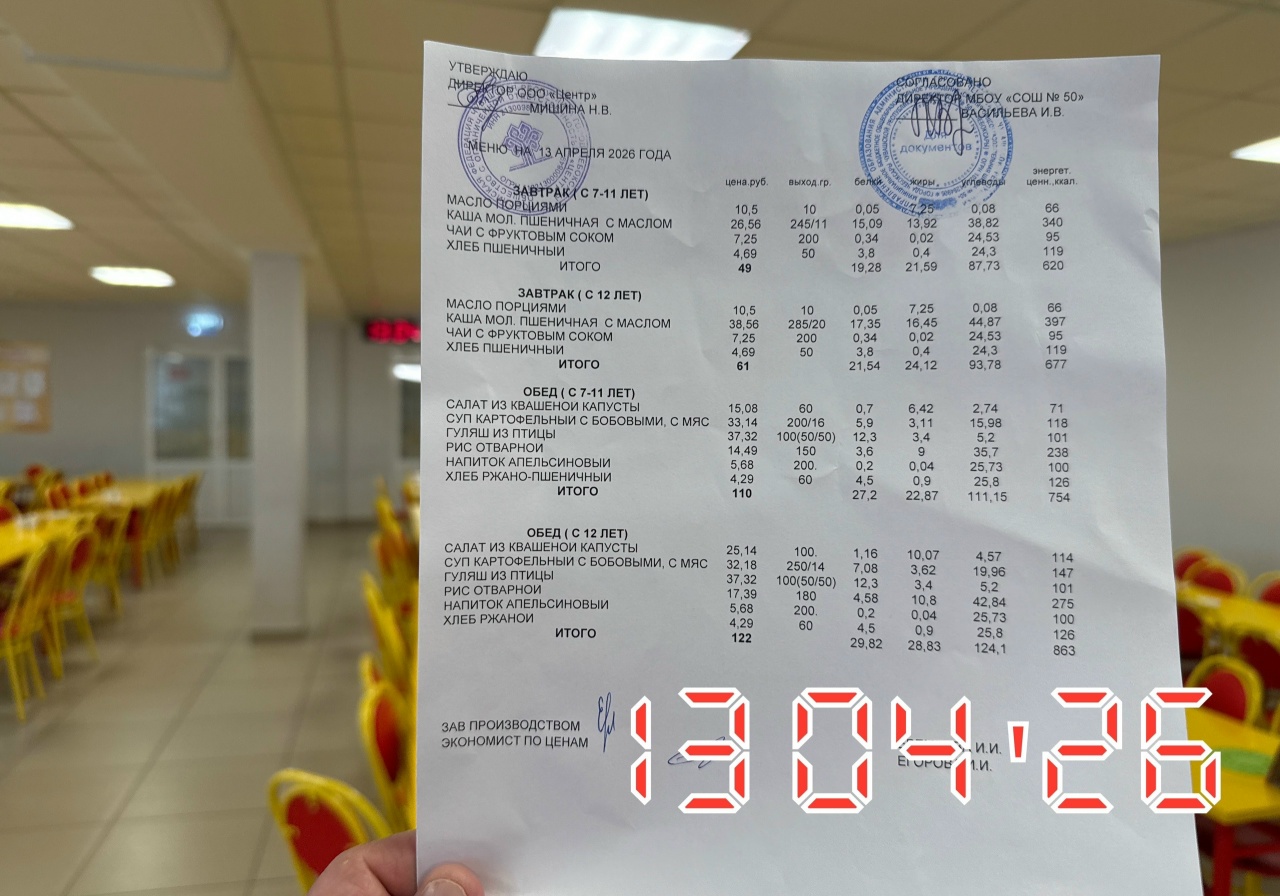 УТВЕРЖДАЮ
ДИРЕКТОР ООО «Центр»
МИШИНА Н.В.
СОГЛАСОВАНО
ДИРЕКТОР МБОУ «СОШ № 50»
ВАСИЛЬЕВА И.В.
для документов
МЕНЮ НА 13 АПРЕЛЯ 2026 ГОДА
цена.руб. выход.гр. белки жиры углеводы энергет. ценн.,ккал.
ЗАВТРАК ( С 7-11 ЛЕТ)
МАСЛО ПОРЦИЯМИ 10,5 10 0,05 7,25 0,08 66
КАША МОЛ. ПШЕНИЧНАЯ С МАСЛОМ 26,56 245/11 15,09 13,92 38,82 340
ЧАЙ С ФРУКТОВЫМ СОКОМ 7,25 200 0,34 0,02 24,53 95
ХЛЕБ ПШЕНИЧНЫЙ 4,69 50 3,8 0,4 24,3 119
ИТОГО 49 19,28 21,59 87,73 620
ЗАВТРАК ( С 12 ЛЕТ)
МАСЛО ПОРЦИЯМИ 10,5 10 0,05 7,25 0,08 66
КАША МОЛ. ПШЕНИЧНАЯ С МАСЛОМ 38,56 285/20 17,35 16,45 44,87 397
ЧАЙ С ФРУКТОВЫМ СОКОМ 7,25 200 0,34 0,02 24,53 95
ХЛЕБ ПШЕНИЧНЫЙ 4,69 50 3,8 0,4 24,3 119
ИТОГО 61 21,54 24,12 93,78 677
ОБЕД ( С 7-11 ЛЕТ)
САЛАТ ИЗ КВАШЕНОЙ КАПУСТЫ 15,08 60 0,7 6,42 2,74 71
СУП КАРТОФЕЛЬНЫЙ С БОБОВЫМИ, С МЯС 33,14 200/16 5,9 3,11 15,98 118
ГУЛЯШ ИЗ ПТИЦЫ 37,32 100(50/50) 12,3 3,4 5,2 101
РИС ОТВАРНОЙ 14,49 150 3,6 9 35,7 238
НАПИТОК АПЕЛЬСИНОВЫЙ 5,68 200. 0,2 0,04 25,73 100
ХЛЕБ РЖАНО-ПШЕНИЧНЫЙ 4,29 60 4,5 0,9 25,8 126
ИТОГО 110 27,2 22,87 111,15 754
ОБЕД ( С 12 ЛЕТ)
САЛАТ ИЗ КВАШЕНОЙ КАПУСТЫ 25,14 100. 1,16 10,07 4,57 114
СУП КАРТОФЕЛЬНЫЙ С БОБОВЫМИ, С МЯС 32,18 250/14 7,08 3,62 19,96 147
ГУЛЯШ ИЗ ПТИЦЫ 37,32 100(50/50) 12,3 3,4 5,2 101
РИС ОТВАРНОЙ 17,39 180 4,58 10,8 42,84 275
НАПИТОК АПЕЛЬСИНОВЫЙ 5,68 200. 0,2 0,04 25,73 100
ХЛЕБ РЖАНОЙ 4,29 60 4,5 0,9 25,8 126
ИТОГО 122 29,82 28,83 124,1 863
ЗАВ ПРОИЗВОДСТВОМ И.И.
ЭКОНОМИСТ ПО ЦЕНАМ ЕГОРОВА И.И.
13 04'26